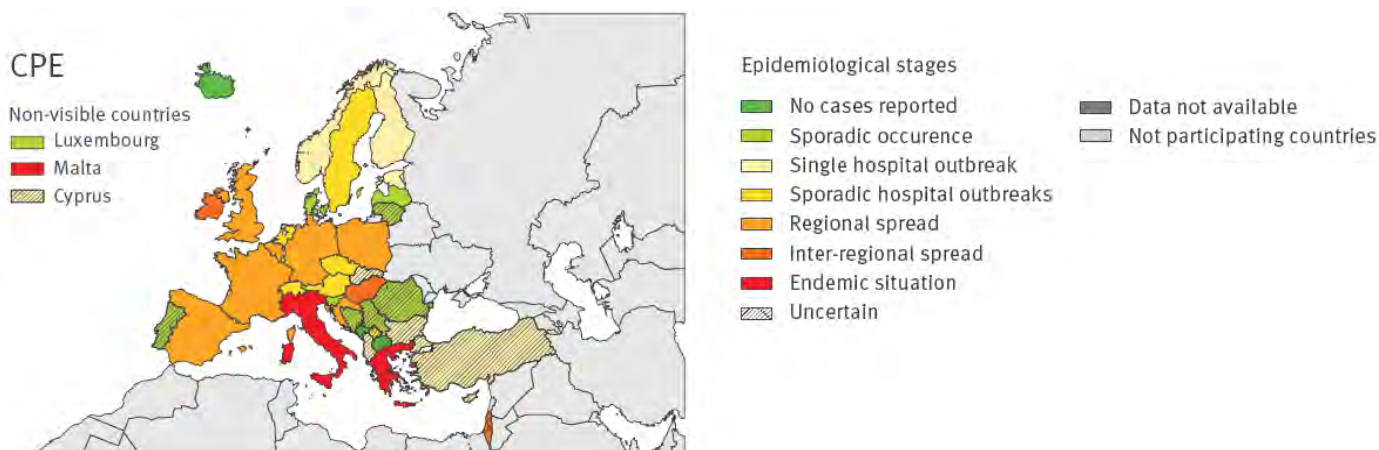 CPE
Non-visible countries
Luxembourg
Malta
Cyprus
Epidemiological stages
No cases reported
Sporadic occurence
Single hospital outbreak
Sporadic hospital outbreaks
Regional spread
Inter-regional spread
Endemic situation
Uncertain
Data not available
Not participating countries